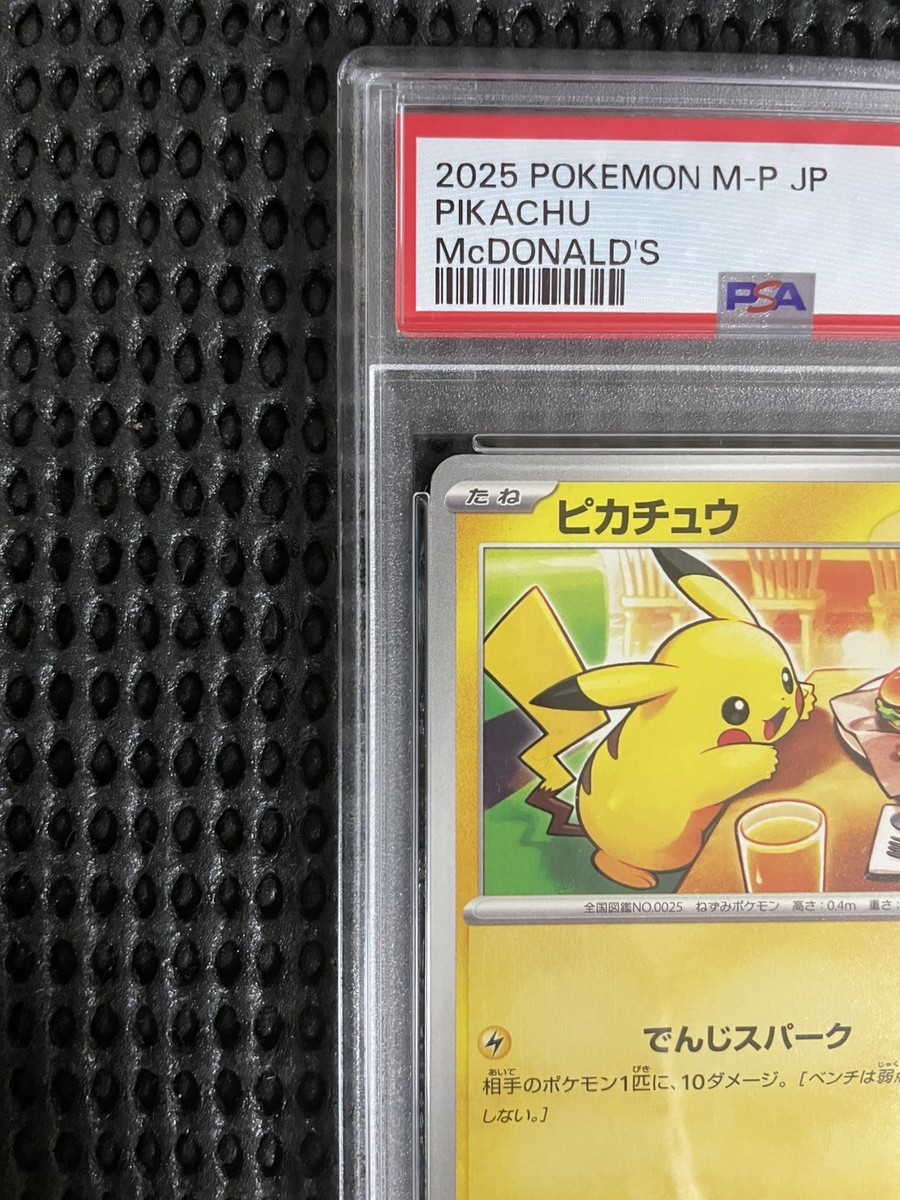 2025 POKEMON M-P JP
PIKACHU
McDONALD'S
PSA
たね
ピカチュウ
全国図鑑NO.0025 ねずみポケモン 高さ:0.4m 重さ:
でんじスパーク
相手のポケモン1匹に、10ダメージ。[ベンチは弱
しない。]